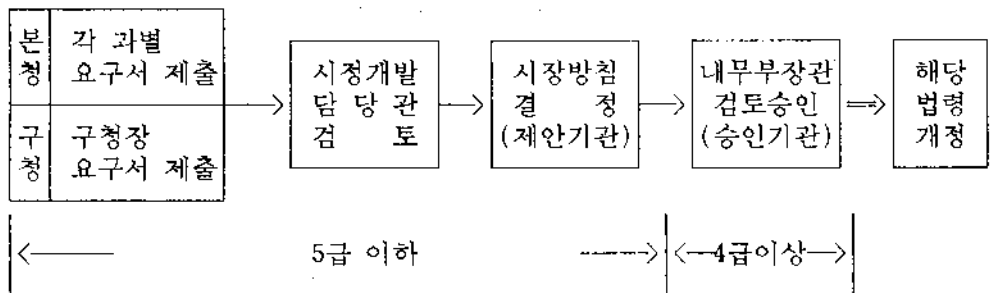 본청
각 과별
요구서 제출
구청
구청장
요구서 제출
시정개발
담당관
검 토
시장방침
결 정
(제안기관)
내무부장관
검토승인
(승인기관)
해당
법령
개정
5급 이하
4급이상